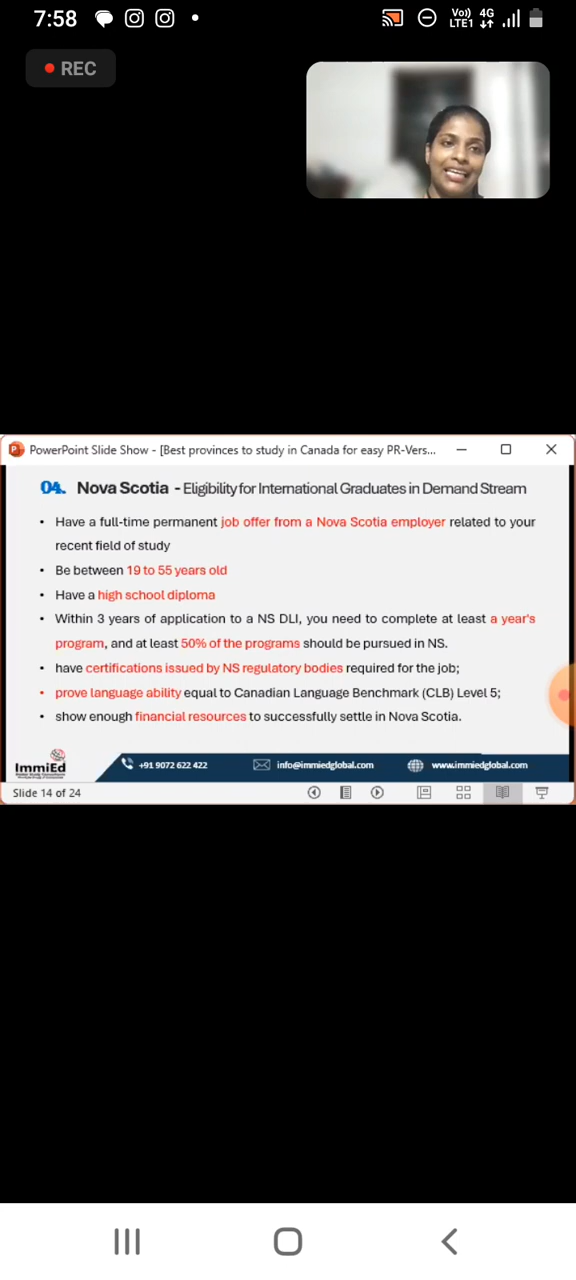 7:58
Vo))
LTE1
4G
REC
PowerPoint Slide Show - [Best provinces to study in Canada for easy PR-Vers...
04. Nova Scotia - Eligibility for International Graduates in Demand Stream
• Have a full-time permanent job offer from a Nova Scotia employer related to your
recent field of study
• Be between 19 to 55 years old
• Have a high school diploma
• Within 3 years of application to a NS DLI, you need to complete at least a year's
program, and at least 50% of the programs should be pursued in NS.
• have certifications issued by NS regulatory bodies required for the job;
• prove language ability equal to Canadian Language Benchmark (CLB) Level 5;
• show enough financial resources to successfully settle in Nova Scotia.
ImmiEd
+91 9072 622 422
info@immiedglobal.com
www.immiedglobal.com
Slide 14 of 24